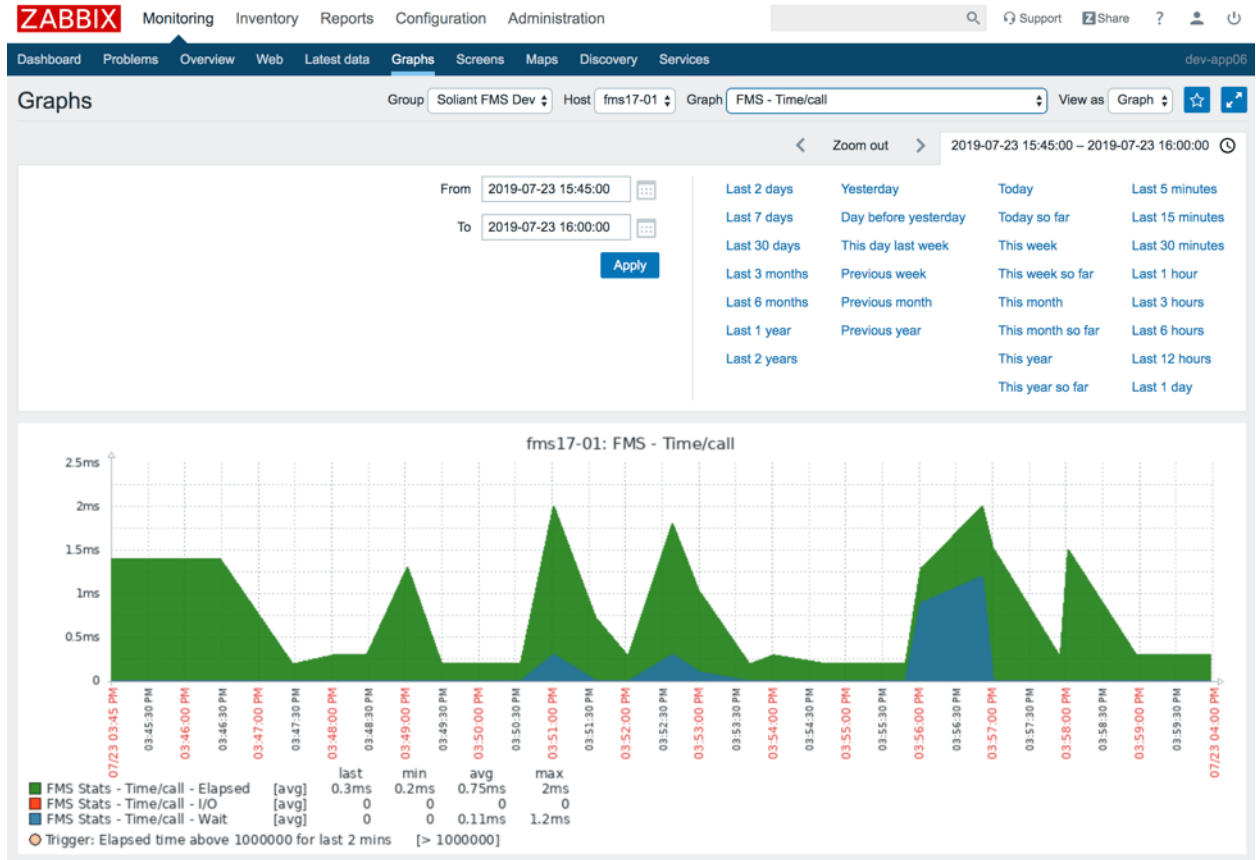 ZABBIX Monitoring Inventory Reports Configuration Administration Support Z Share ?
Dashboard Problems Overview Web Latest data Graphs Screens Maps Discovery Services dev-app06
Graphs Group Soliant FMS Dev Host fms17-01 Graph FMS - Time/call View as Graph
Zoom out 2019-07-23 15:45:00 – 2019-07-23 16:00:00
From 2019-07-23 15:45:00
To 2019-07-23 16:00:00
Apply
Last 2 days Yesterday Today Last 5 minutes
Last 7 days Day before yesterday Today so far Last 15 minutes
Last 30 days This day last week This week Last 30 minutes
Last 3 months Previous week This week so far Last 1 hour
Last 6 months Previous month This month Last 3 hours
Last 1 year Previous year This month so far Last 6 hours
Last 2 years This year Last 12 hours
This year so far Last 1 day
fms17-01: FMS - Time/call
2.5ms
2ms
1.5ms
1ms
0.5ms
0
07/23 03:45 PM
03:45:30 PM
03:46:00 PM
03:46:30 PM
03:47:00 PM
03:47:30 PM
03:48:00 PM
03:48:30 PM
03:49:00 PM
03:49:30 PM
03:50:00 PM
03:50:30 PM
03:51:00 PM
03:51:30 PM
03:52:00 PM
03:52:30 PM
03:53:00 PM
03:53:30 PM
03:54:00 PM
03:54:30 PM
03:55:00 PM
03:55:30 PM
03:56:00 PM
03:56:30 PM
03:57:00 PM
03:57:30 PM
03:58:00 PM
03:58:30 PM
03:59:00 PM
03:59:30 PM
07/23 04:00 PM
last min avg max
FMS Stats - Time/call - Elapsed [avg] 0.3ms 0.2ms 0.75ms 2ms
FMS Stats - Time/call - I/O [avg] 0 0 0 0
FMS Stats - Time/call - Wait [avg] 0 0 0.11ms 1.2ms
Trigger: Elapsed time above 1000000 for last 2 mins [> 1000000]